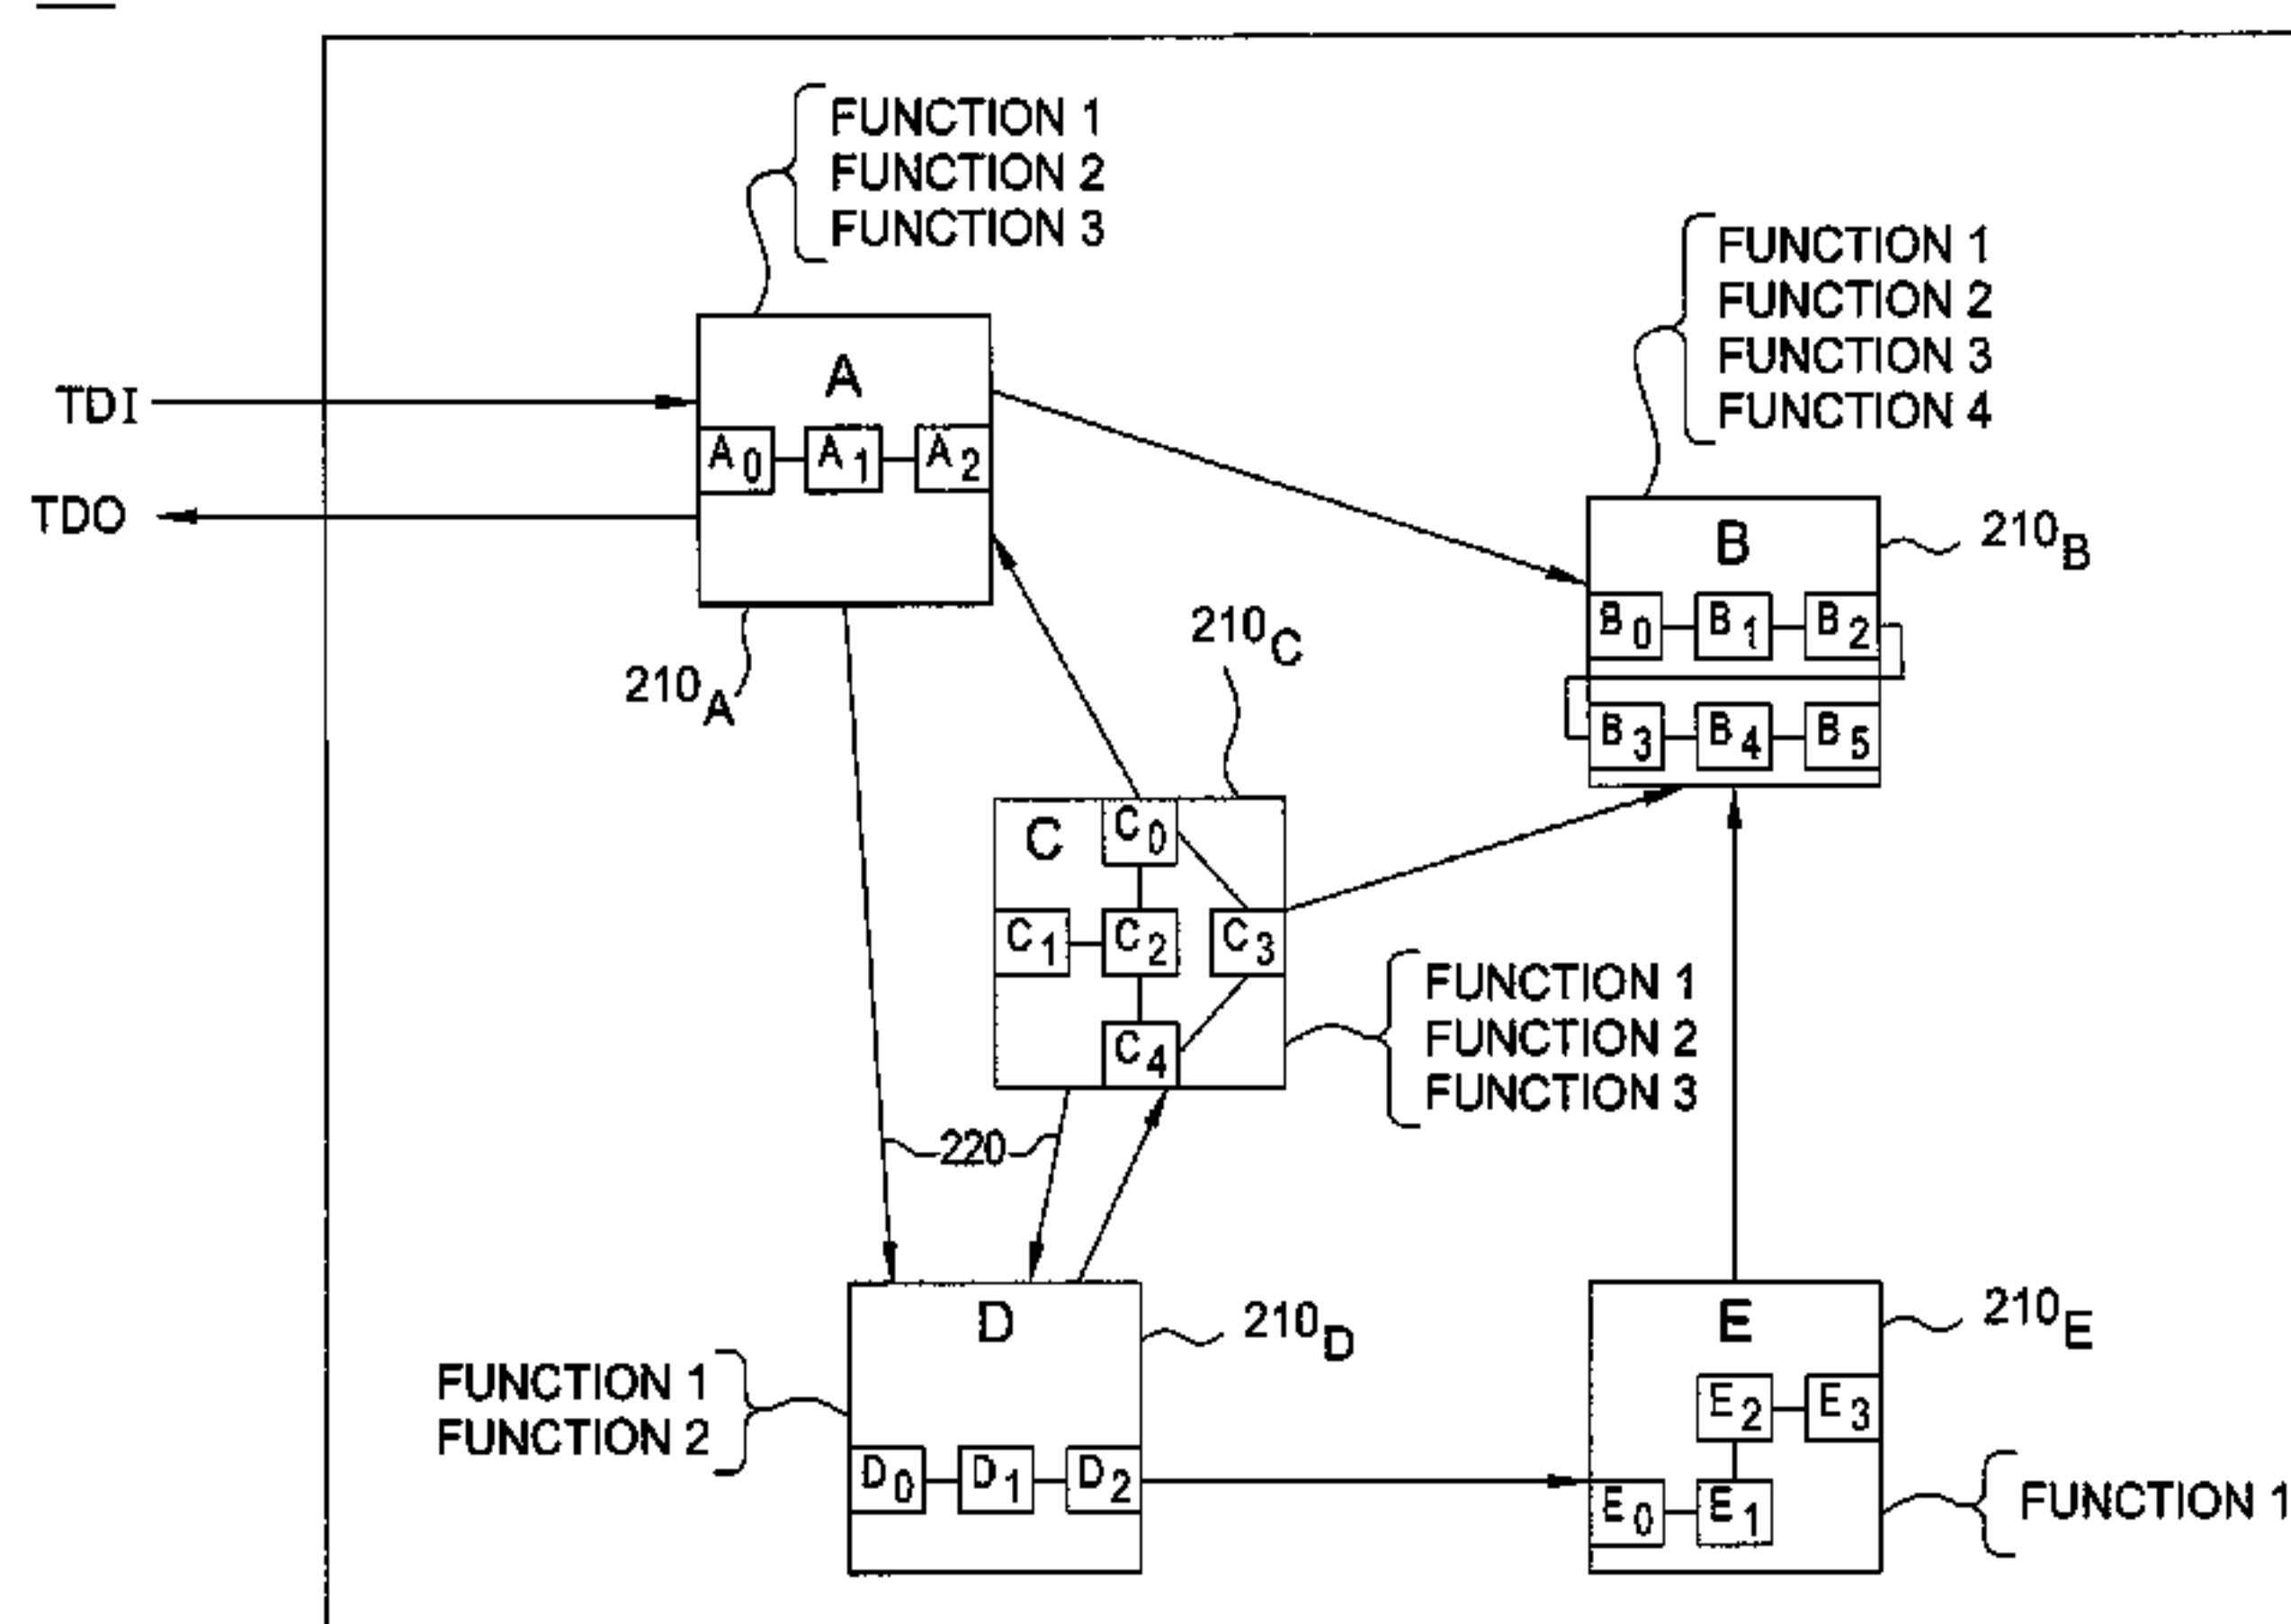 FUNCTION 1
FUNCTION 2
FUNCTION 3
FUNCTION 1
FUNCTION 2
FUNCTION 3
FUNCTION 4
TDI
A
A0 A1 A2
TDO
B
210B
B0 B1 B2
B3 B4 B5
210A
210C
C
C0
C1 C2 C3
C4
FUNCTION 1
FUNCTION 2
FUNCTION 3
220
D
210D
E
210E
FUNCTION 1
FUNCTION 2
D0 D1 D2
E2 E3
E0 E1
FUNCTION 1